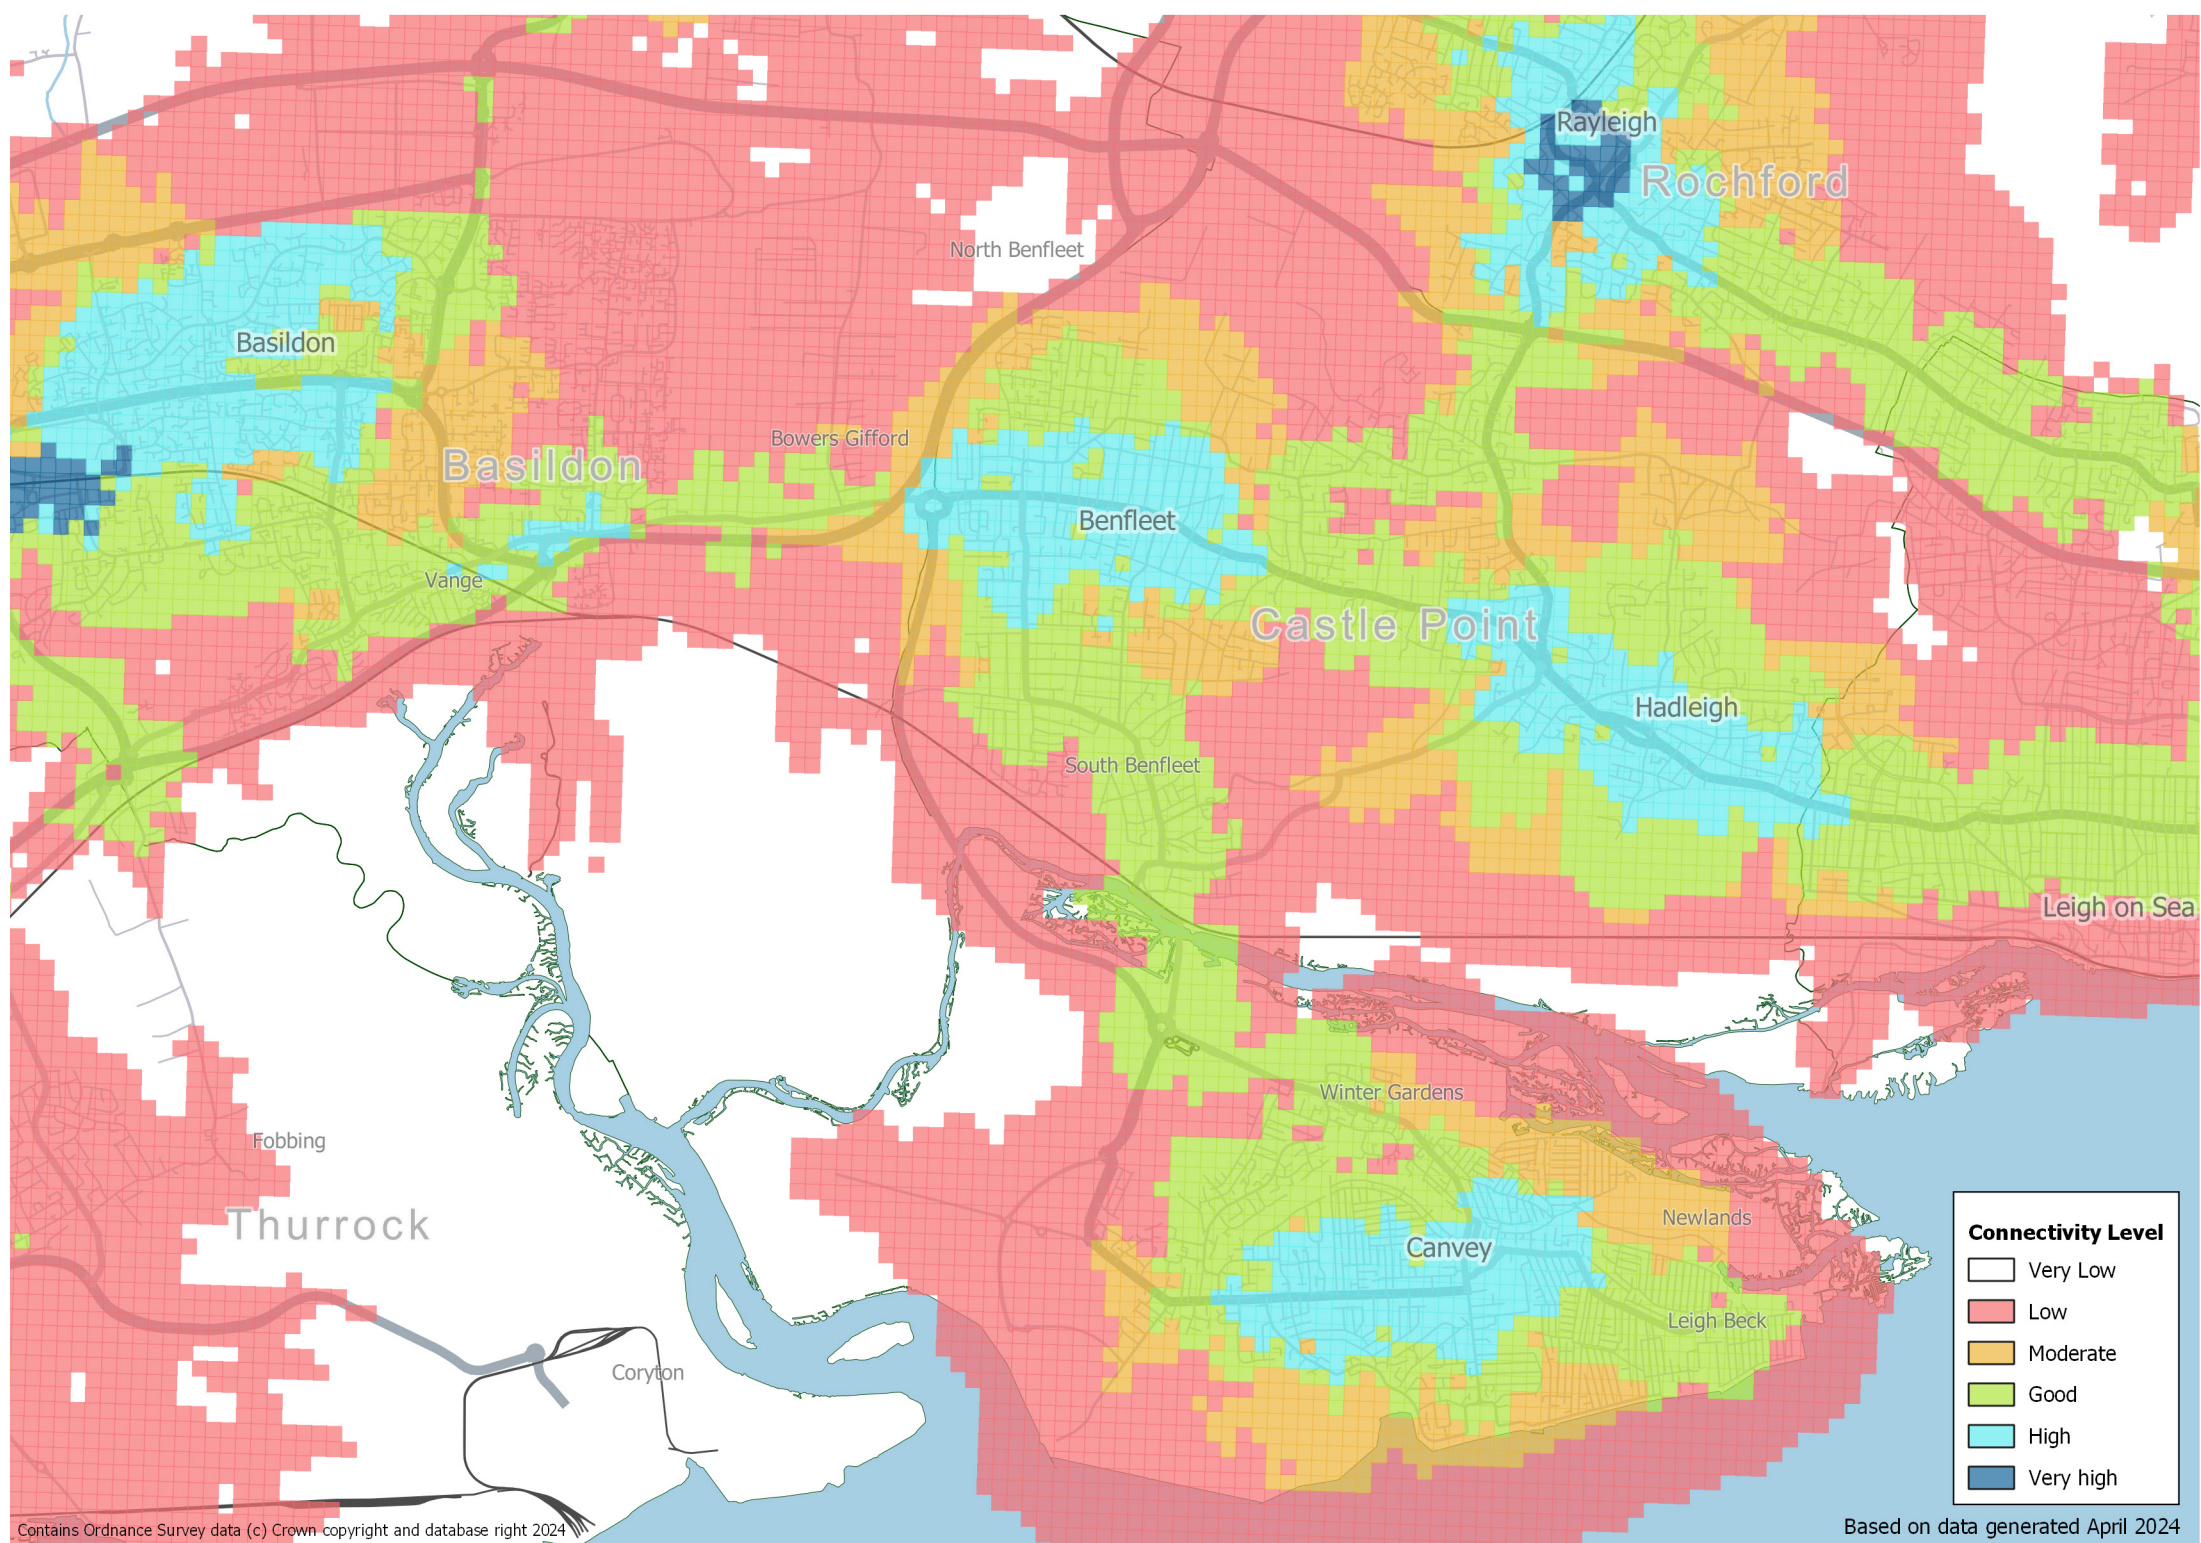 Rayleigh
Rochford
North Benfleet
Basildon
Bowers Gifford
Basildon
Benfleet
Vange
Castle Point
Hadleigh
South Benfleet
Leigh on Sea
Winter Gardens
Fobbing
Thurrock
Newlands
Canvey
Leigh Beck
Coryton
Connectivity Level
Very Low
Low
Moderate
Good
High
Very high
Contains Ordnance Survey data (c) Crown copyright and database right 2024
Based on data generated April 2024